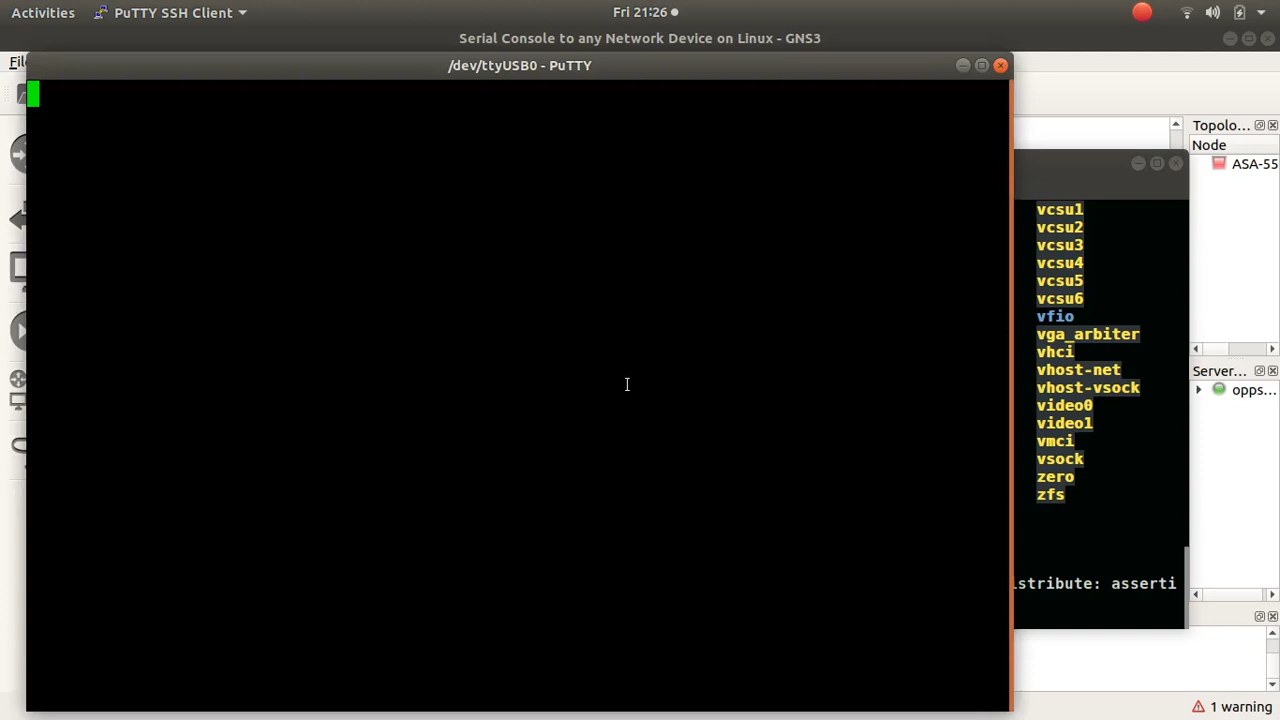 Activities
PuTTY SSH Client
Fri 21:26
Serial Console to any Network Device on Linux - GNS3
/dev/ttyUSB0 - PuTTY
Topolo...
Node
ASA-55
vcsu1
vcsu2
vcsu3
vcsu4
vcsu5
vcsu6
vfio
vga_arbiter
vhci
vhost-net
vhost-vsock
video0
video1
vmci
vsock
zero
zfs
Server...
opps...
istribute: asserti
1 warning